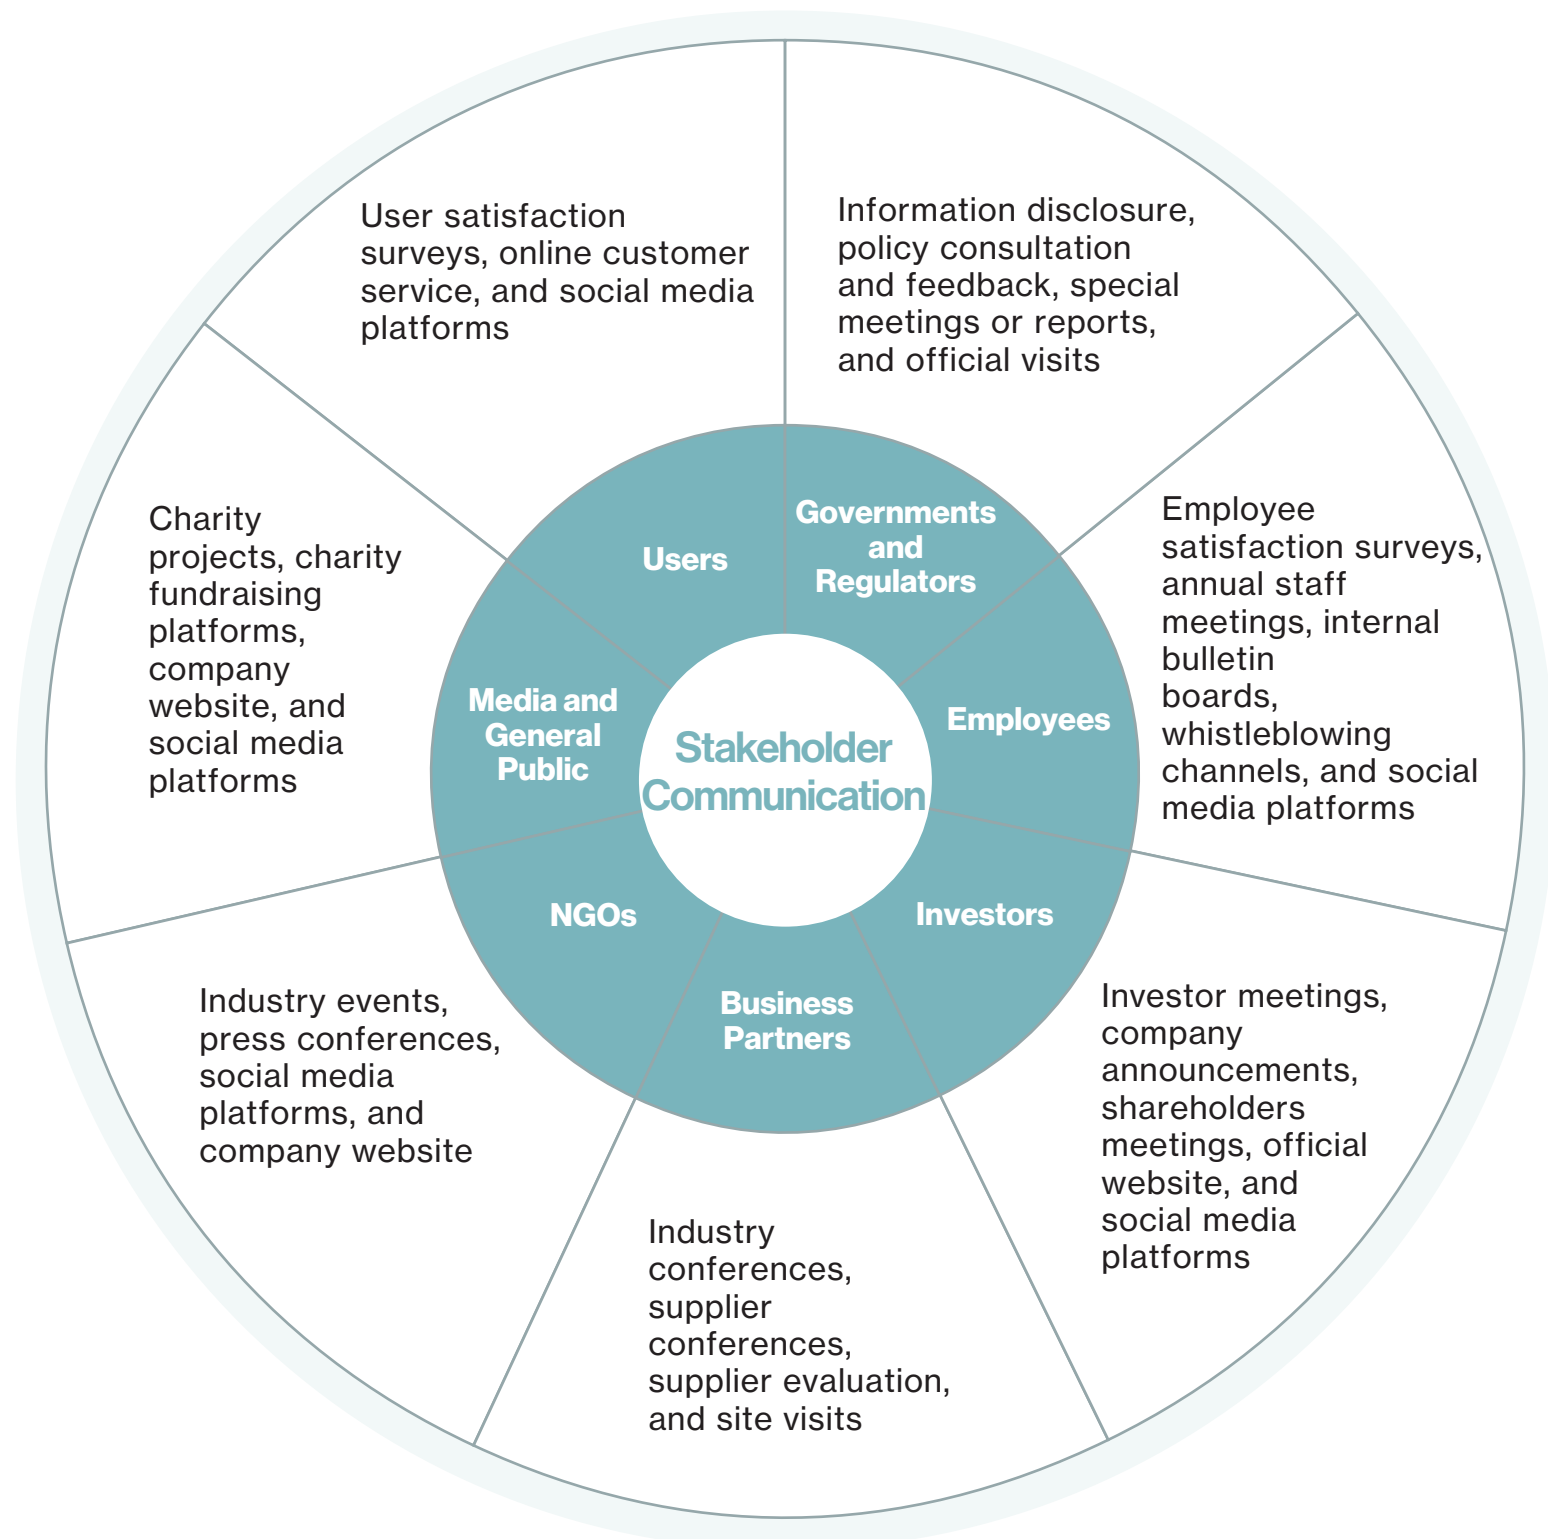 Stakeholder
Communication
Governments
and
Regulators
Information disclosure,
policy consultation
and feedback, special
meetings or reports,
and official visits
Employees
Employee
satisfaction surveys,
annual staff
meetings, internal
bulletin
boards,
whistleblowing
channels, and social
media platforms
Investors
Investor meetings,
company
announcements,
shareholders
meetings, official
website, and
social media
platforms
Business
Partners
Industry
conferences,
supplier
conferences,
supplier evaluation,
and site visits
NGOs
Industry events,
press conferences,
social media
platforms, and
company website
Media and
General
Public
Charity
projects, charity
fundraising
platforms,
company
website, and
social media
platforms
Users
User satisfaction
surveys, online customer
service, and social media
platforms